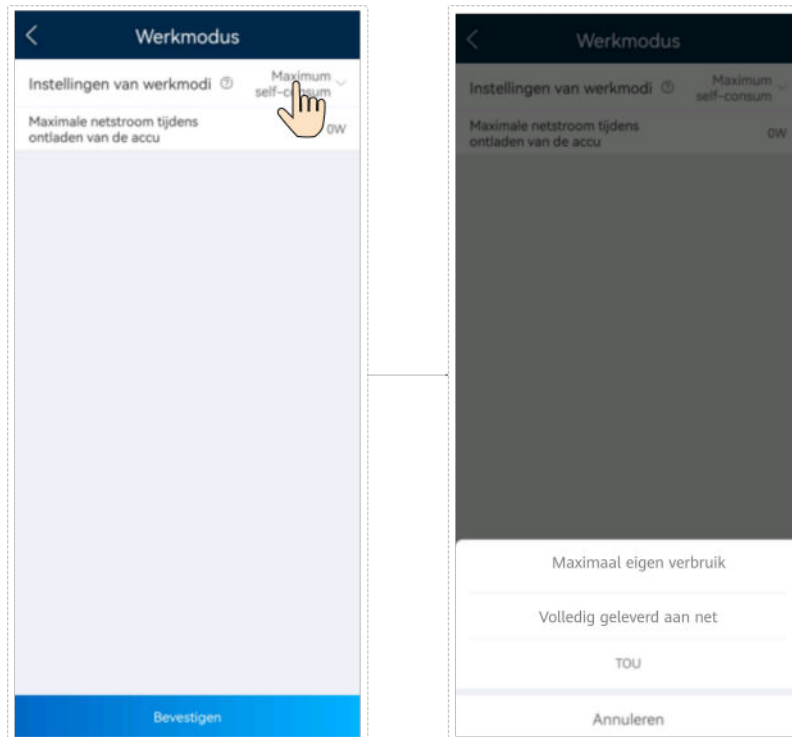 Werkmodus
Instellingen van werkmodi
Maximum
self-consum
Maximale netstroom tijdens
ontladen van de accu
0W
Bevestigen
Werkmodus
Instellingen van werkmodi
Maximum
self-consum
Maximale netstroom tijdens
ontladen van de accu
0W
Maximaal eigen verbruik
Volledig geleverd aan net
TOU
Annuleren